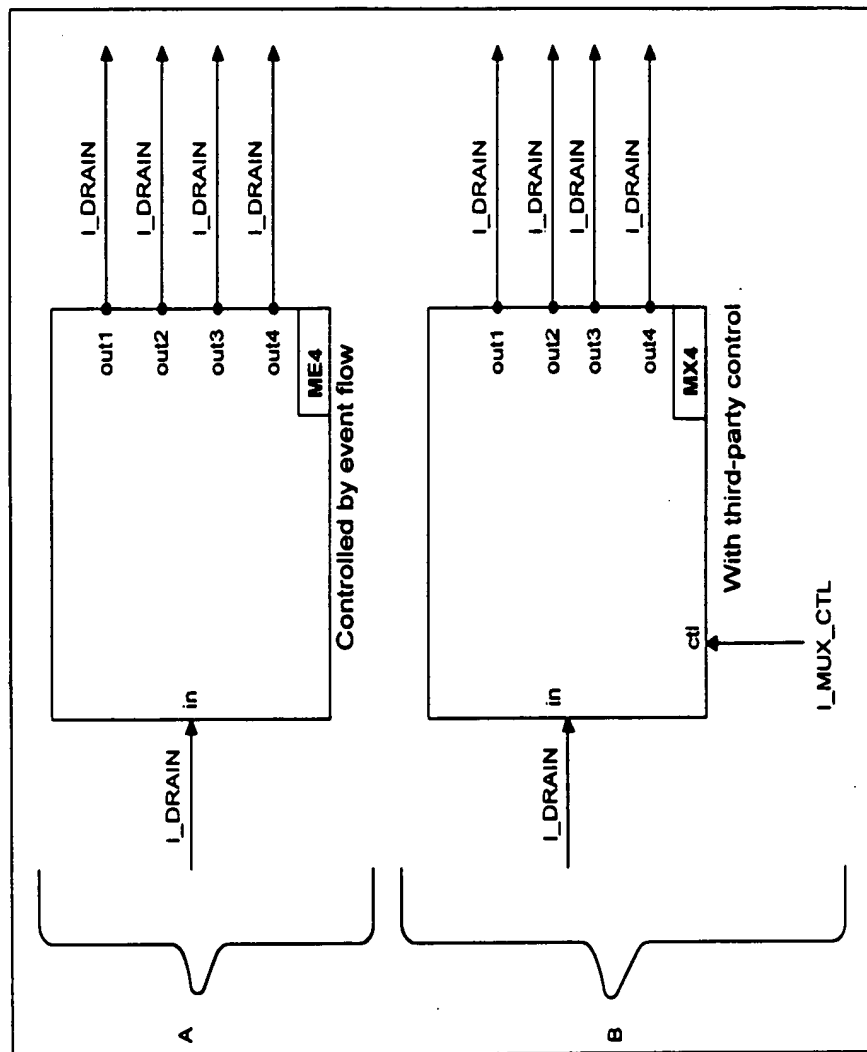 A
I_DRAIN
in
out1
I_DRAIN
out2
I_DRAIN
out3
I_DRAIN
out4
I_DRAIN
ME4
Controlled by event flow
B
I_DRAIN
in
out1
I_DRAIN
out2
I_DRAIN
out3
I_DRAIN
out4
I_DRAIN
MX4
ctl
With third-party control
I_MUX_CTL